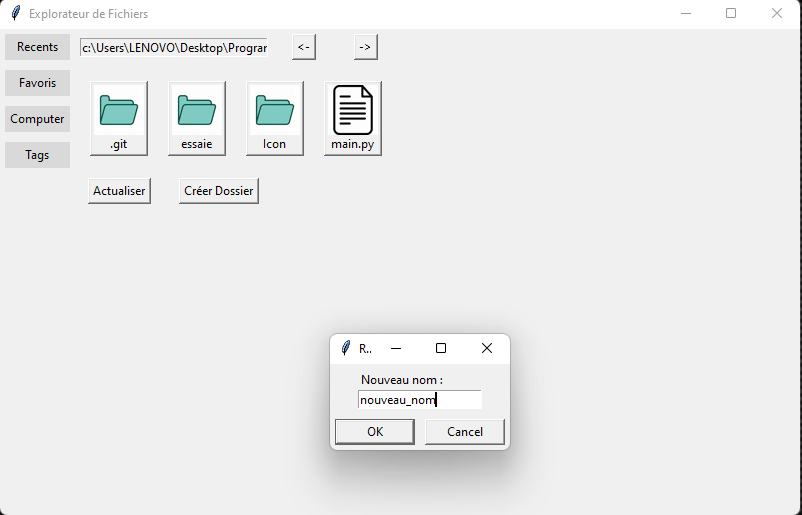 Explorateur de Fichiers
Recents
c:\Users\LENOVO\Desktop\Progran
<-
->
Favoris
Computer
Tags
.git
essaie
Icon
main.py
Actualiser
Créer Dossier
R..
Nouveau nom :
nouveau_nom
OK
Cancel